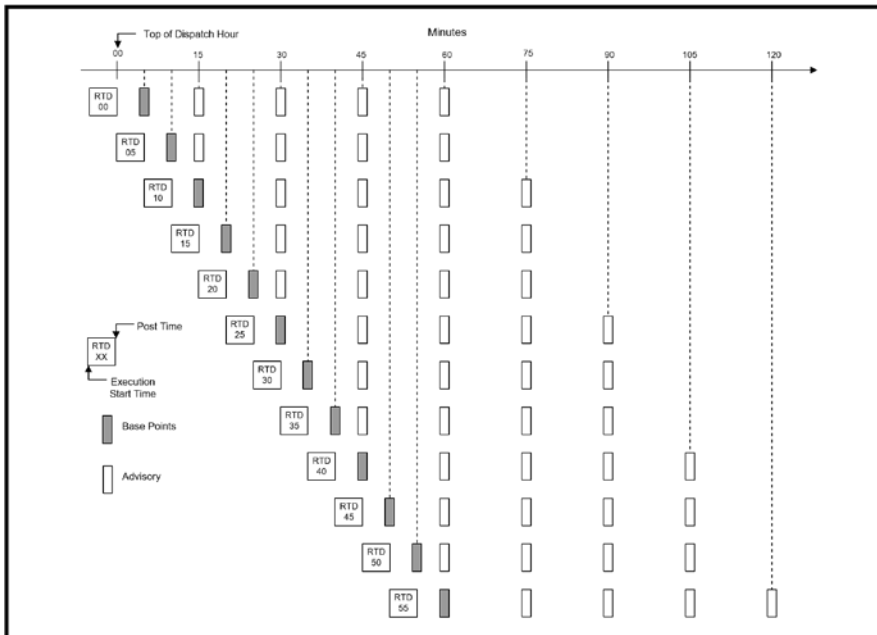 Top of Dispatch Hour
Minutes
00 15 30 45 60 75 90 105 120
RTD
00
RTD
05
RTD
10
RTD
15
RTD
20
RTD
25
Post Time
RTD
XX
RTD
30
Execution
Start Time
RTD
35
Base Points
RTD
40
Advisory
RTD
45
RTD
50
RTD
55